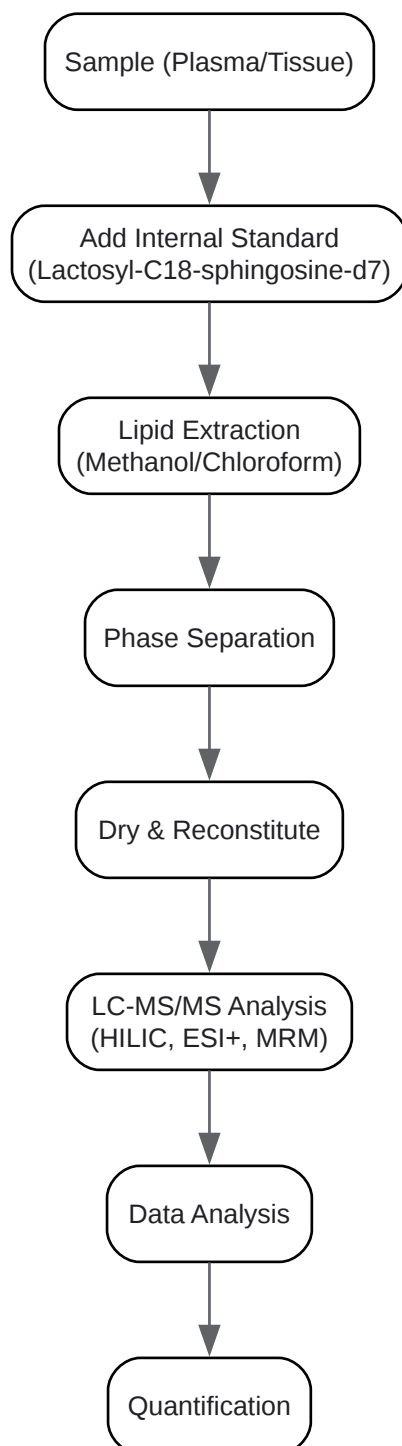 Sample (Plasma/Tissue)
Add Internal Standard
(Lactosyl-C18-sphingosine-d7)
Lipid Extraction
(Methanol/Chloroform)
Phase Separation
Dry & Reconstitute
LC-MS/MS Analysis
(HILIC, ESI+, MRM)
Data Analysis
Quantification